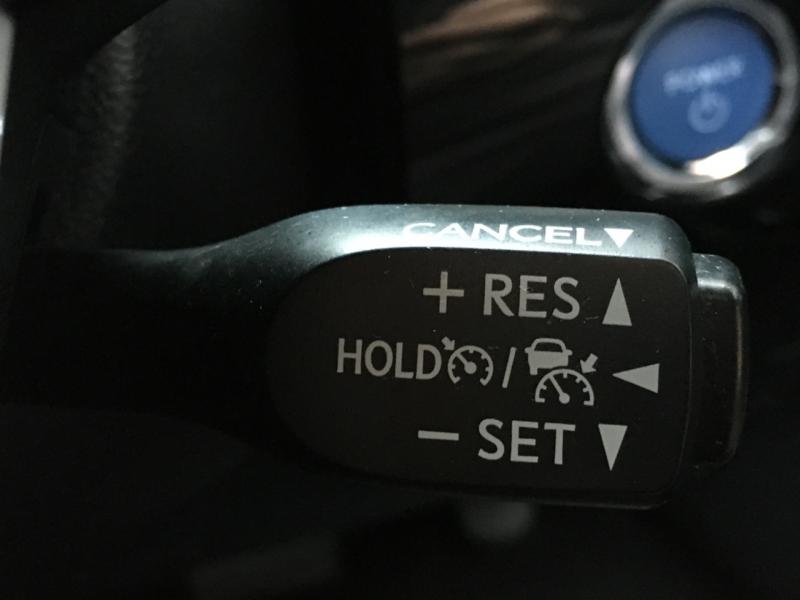 POWER
CANCEL▼
+ RES ▲
HOLD / ◀
− SET ▼